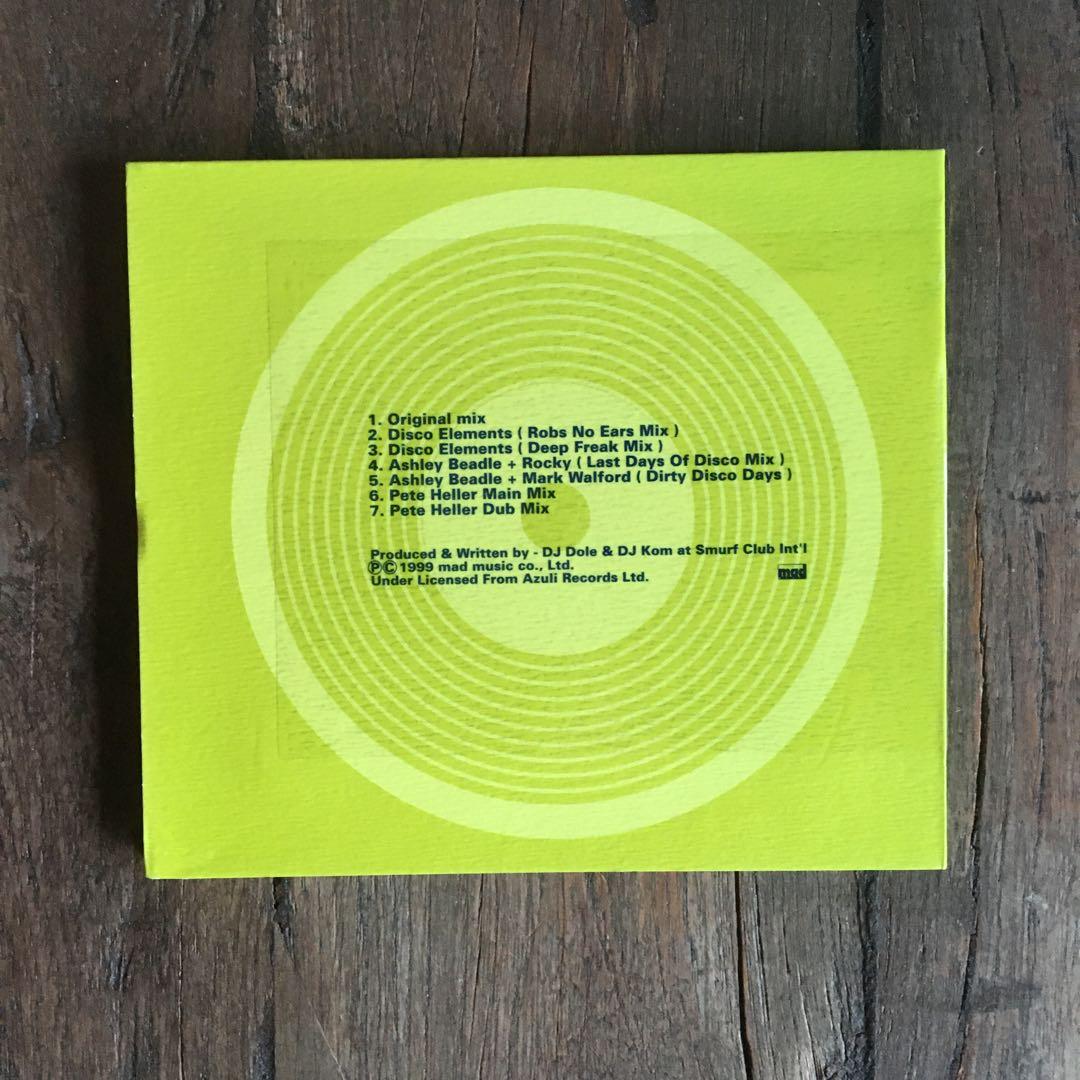 1. Original mix
2. Disco Elements ( Robs No Ears Mix )
3. Disco Elements ( Deep Freak Mix )
4. Ashley Beadle + Rocky ( Last Days Of Disco Mix )
5. Ashley Beadle + Mark Walford ( Dirty Disco Days )
6. Pete Heller Main Mix
7. Pete Heller Dub Mix
Produced & Written by - DJ Dole & DJ Kom at Smurf Club Int'l
ⓅⒸ 1999 mad music co., Ltd.
Under Licensed From Azuli Records Ltd.
mad